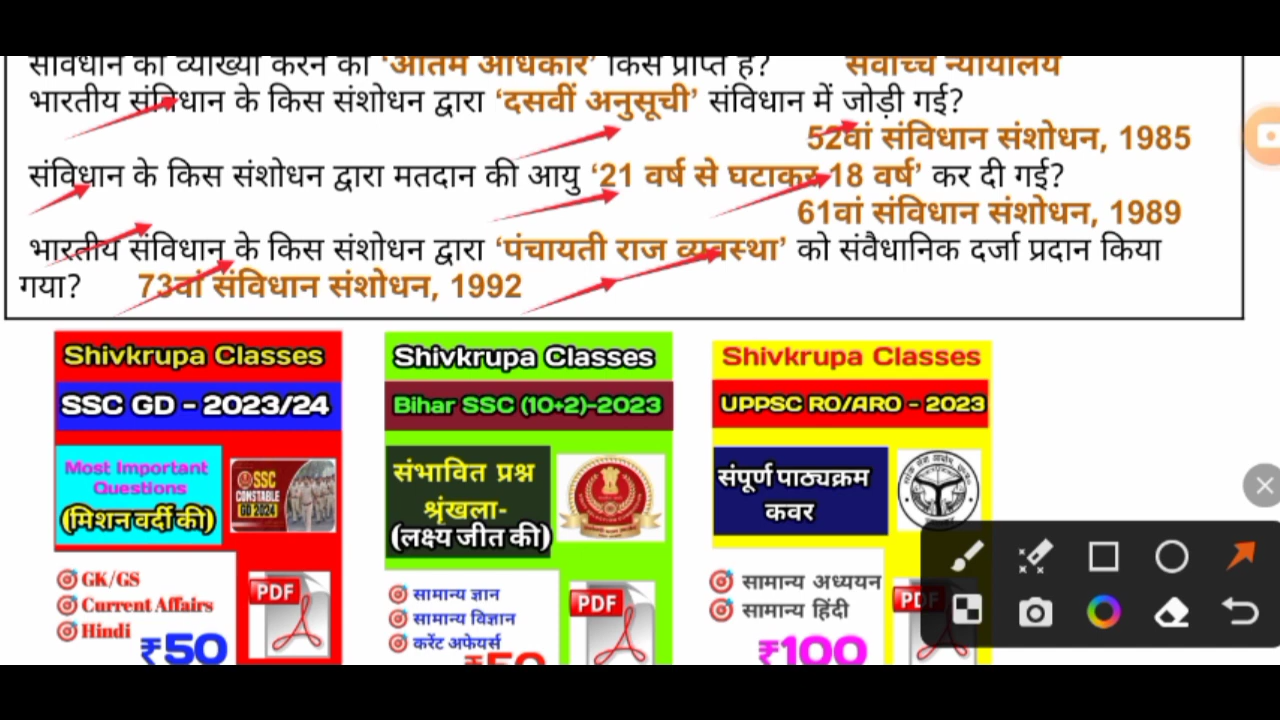 संविधान की व्याख्या करने का 'अंतिम अधिकार' किसे प्राप्त है? सर्वोच्च न्यायालय
भारतीय संविधान के किस संशोधन द्वारा 'दसवीं अनुसूची' संविधान में जोड़ी गई?
52वां संविधान संशोधन, 1985
संविधान के किस संशोधन द्वारा मतदान की आयु '21 वर्ष से घटाकर 18 वर्ष' कर दी गई?
61वां संविधान संशोधन, 1989
भारतीय संविधान के किस संशोधन द्वारा 'पंचायती राज व्यवस्था' को संवैधानिक दर्जा प्रदान किया
गया? 73वां संविधान संशोधन, 1992
Shivkrupa Classes
SSC GD - 2023/24
Most Important
Questions
(मिशन वर्दी की)
SSC
CONSTABLE
GD 2024
GK/GS
Current Affairs
Hindi
₹50
PDF
Shivkrupa Classes
Bihar SSC (10+2)-2023
संभावित प्रश्न
श्रृंखला-
(लक्ष्य जीत की)
सामान्य ज्ञान
सामान्य विज्ञान
करेंट अफेयर्स
PDF
Shivkrupa Classes
UPPSC RO/ARO - 2023
संपूर्ण पाठ्यक्रम
कवर
सामान्य अध्ययन
सामान्य हिंदी
₹100
PDF